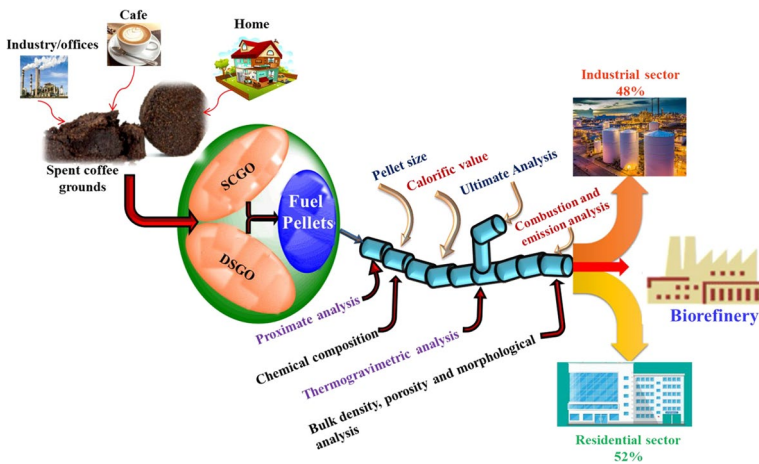 Cafe
Industry/offices
Home
Spent coffee
grounds
SCGO
DSGO
Fuel
Pellets
Pellet size
Calorific value
Ultimate Analysis
Combustion and
emission analysis
Proximate analysis
Chemical composition
Thermogravimetric analysis
Bulk density, porosity and morphological
analysis
Industrial sector
48%
Biorefinery
Residential sector
52%